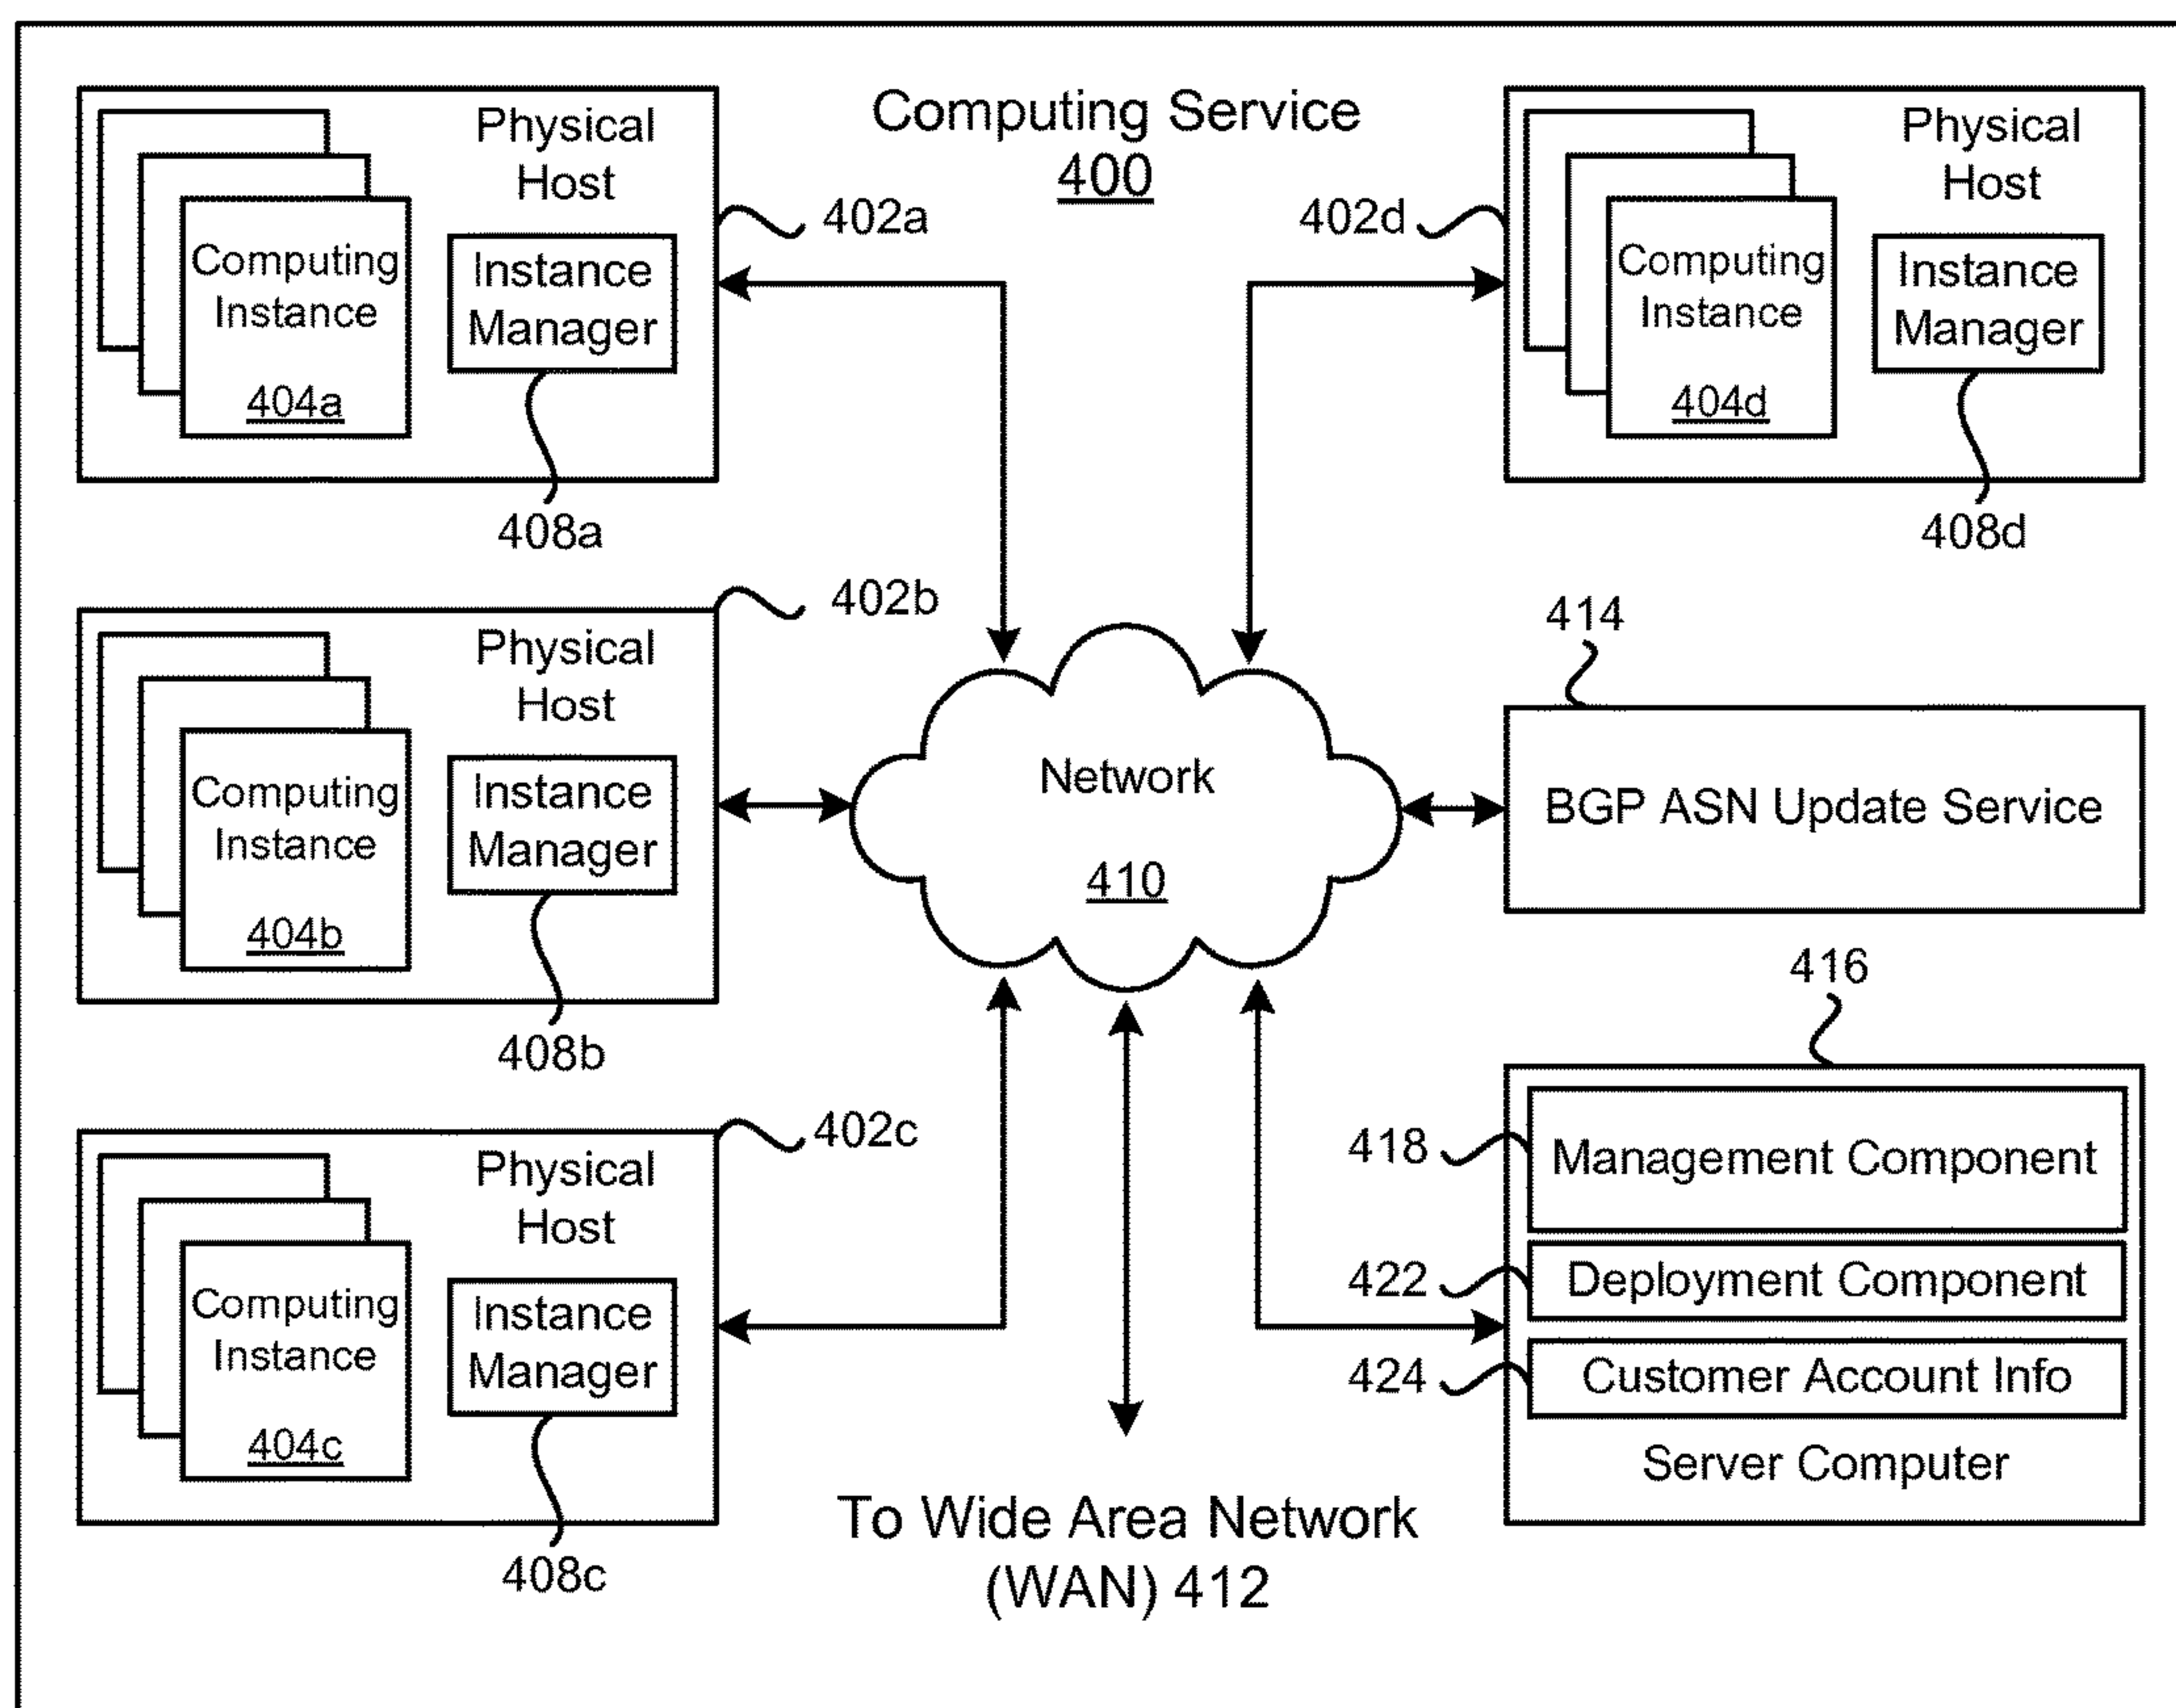 Computing Service
400
Physical
Host
Computing
Instance
404a
Instance
Manager
402a
408a
Physical
Host
Computing
Instance
404d
Instance
Manager
402d
408d
Physical
Host
Computing
Instance
404b
Instance
Manager
402b
408b
Network
410
414
BGP ASN Update Service
Physical
Host
Computing
Instance
404c
Instance
Manager
402c
408c
416
418
Management Component
422
Deployment Component
424
Customer Account Info
Server Computer
To Wide Area Network
(WAN) 412